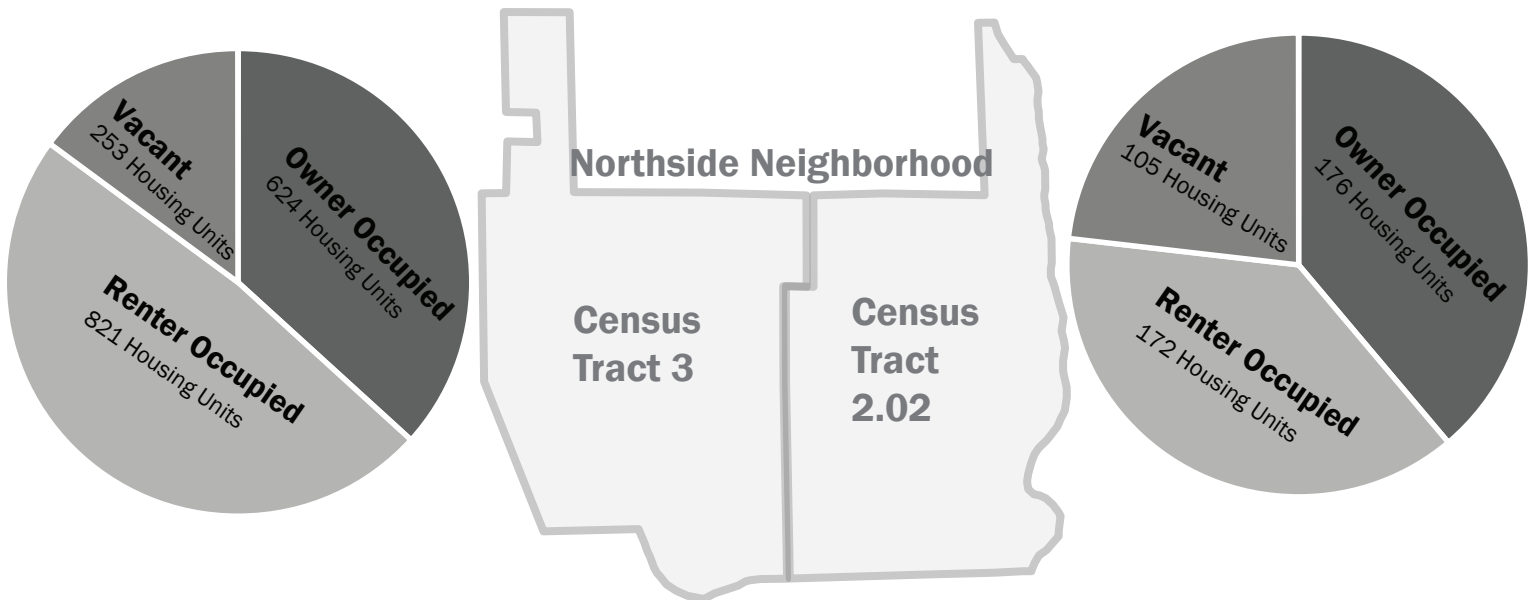 Vacant
253 Housing Units
Owner Occupied
624 Housing Units
Renter Occupied
821 Housing Units
Northside Neighborhood
Census
Tract 3
Census
Tract
2.02
Vacant
105 Housing Units
Owner Occupied
176 Housing Units
Renter Occupied
172 Housing Units